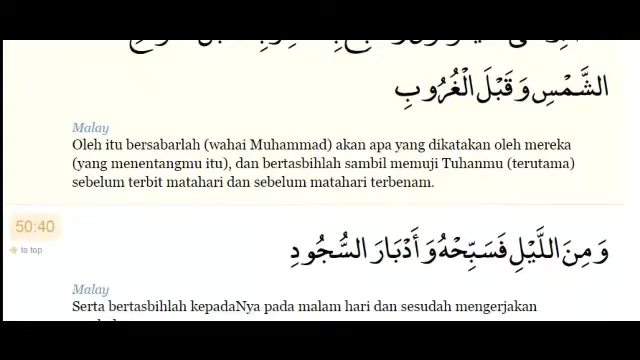 الشَّمْسِ وَقَبْلَ الْغُرُوبِ
Malay
Oleh itu bersabarlah (wahai Muhammad) akan apa yang dikatakan oleh mereka
(yang menentangmu itu), dan bertasbihlah sambil memuji Tuhanmu (terutama)
sebelum terbit matahari dan sebelum matahari terbenam.
50:40
to top
وَمِنَ اللَّيْلِ فَسَبِّحْهُ وَأَدْبَارَ السُّجُودِ
Malay
Serta bertasbihlah kepadaNya pada malam hari dan sesudah mengerjakan